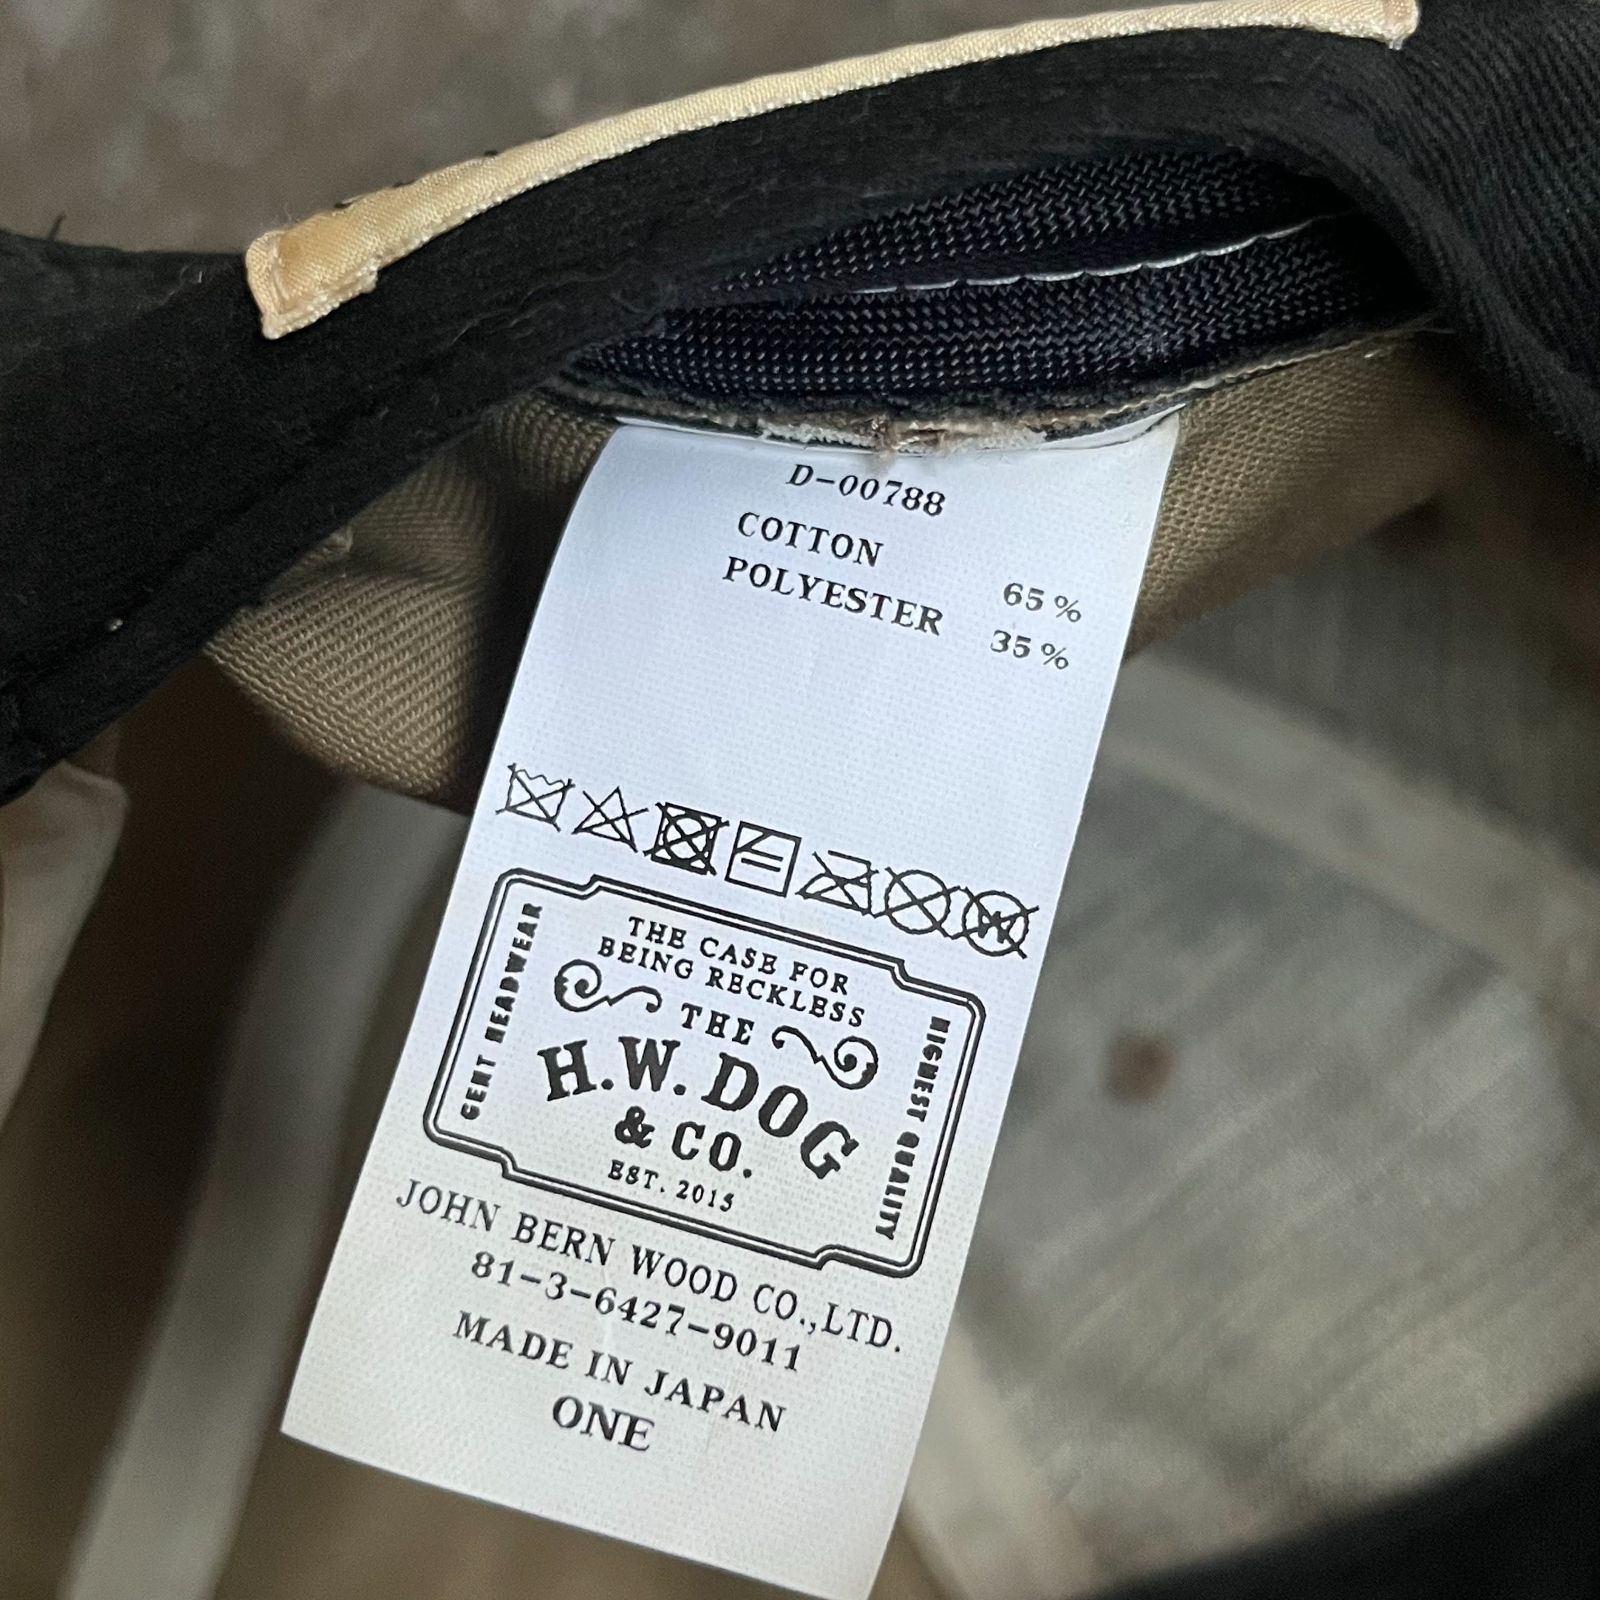 D-00788
COTTON 65%
POLYESTER 35%
W
THE CASE FOR
BEING RECKLESS
THE
H.W. DOG
& CO.
EST. 2015
GENT HEADWEAR
HIGHEST QUALITY
JOHN BERN WOOD CO.,LTD.
81-3-6427-9011
MADE IN JAPAN
ONE